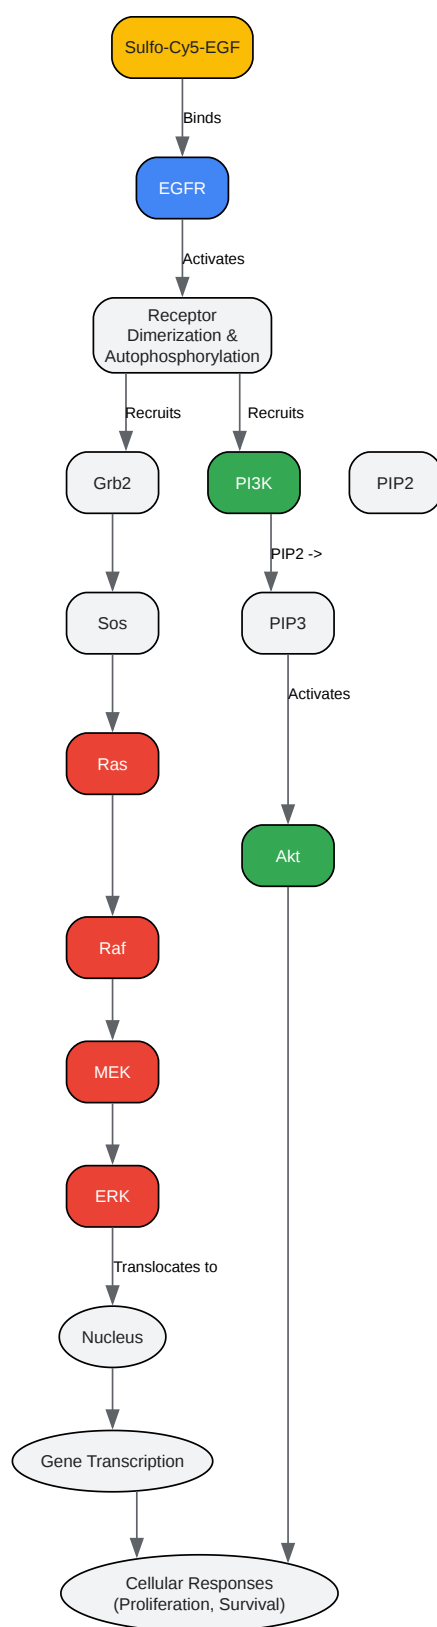 Sulfo-Cy5-EGF
Binds
EGFR
Activates
Receptor
Dimerization &
Autophosphorylation
Recruits
Recruits
Grb2
PI3K
PIP2
PIP2 ->
Sos
PIP3
Activates
Ras
Akt
Raf
MEK
ERK
Translocates to
Nucleus
Gene Transcription
Cellular Responses
(Proliferation, Survival)